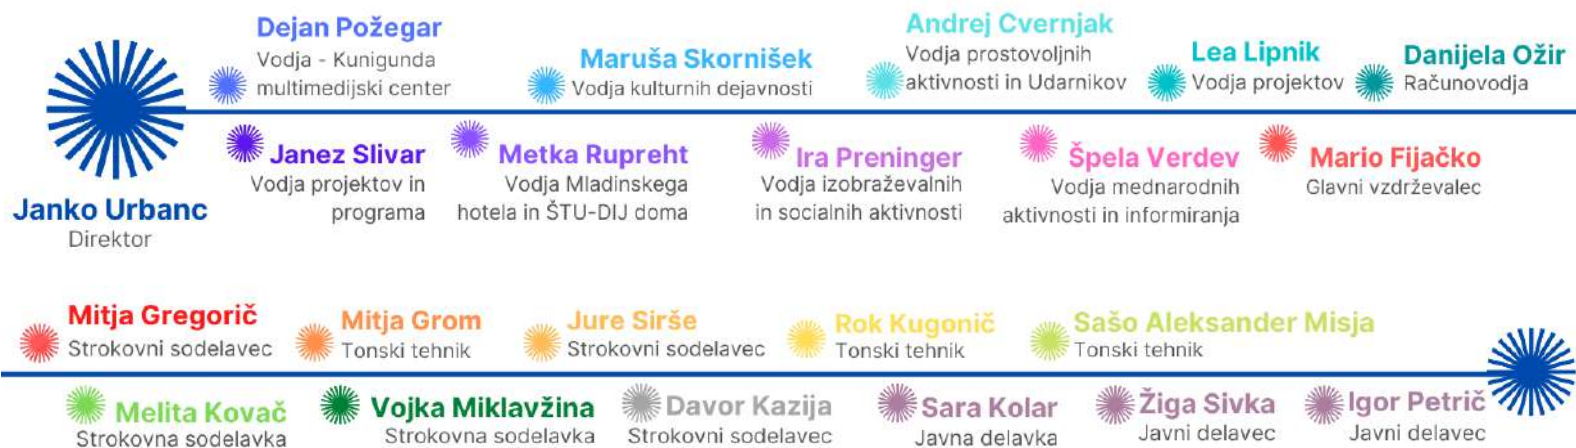 Dejan Požegar
Vodja - Kunigunda
multimedijski center
Maruša Skornišek
Vodja kulturnih dejavnosti
Andrej Cvernjak
Vodja prostovoljnih
aktivnosti in Udarnikov
Lea Lipnik
Vodja projektov
Danijela Ožir
Računovodja
Janko Urbanc
Direktor
Janez Slivar
Vodja projektov in
programa
Metka Rupreht
Vodja Mladinskega
hotela in ŠTU-DIJ doma
Ira Preninger
Vodja izobraževalnih
in socialnih aktivnosti
Špela Verdev
Vodja mednarodnih
aktivnosti in informiranja
Mario Fijačko
Glavni vzdrževalec
Mitja Gregorič
Strokovni sodelavec
Mitja Grom
Tonski tehnik
Jure Sirše
Strokovni sodelavec
Rok Kugonič
Tonski tehnik
Sašo Aleksander Misja
Tonski tehnik
Melita Kovač
Strokovna sodelavka
Vojka Miklavžina
Strokovna sodelavka
Davor Kazija
Strokovni sodelavec
Sara Kolar
Javna delavka
Žiga Sivka
Javni delavec
Igor Petrič
Javni delavec